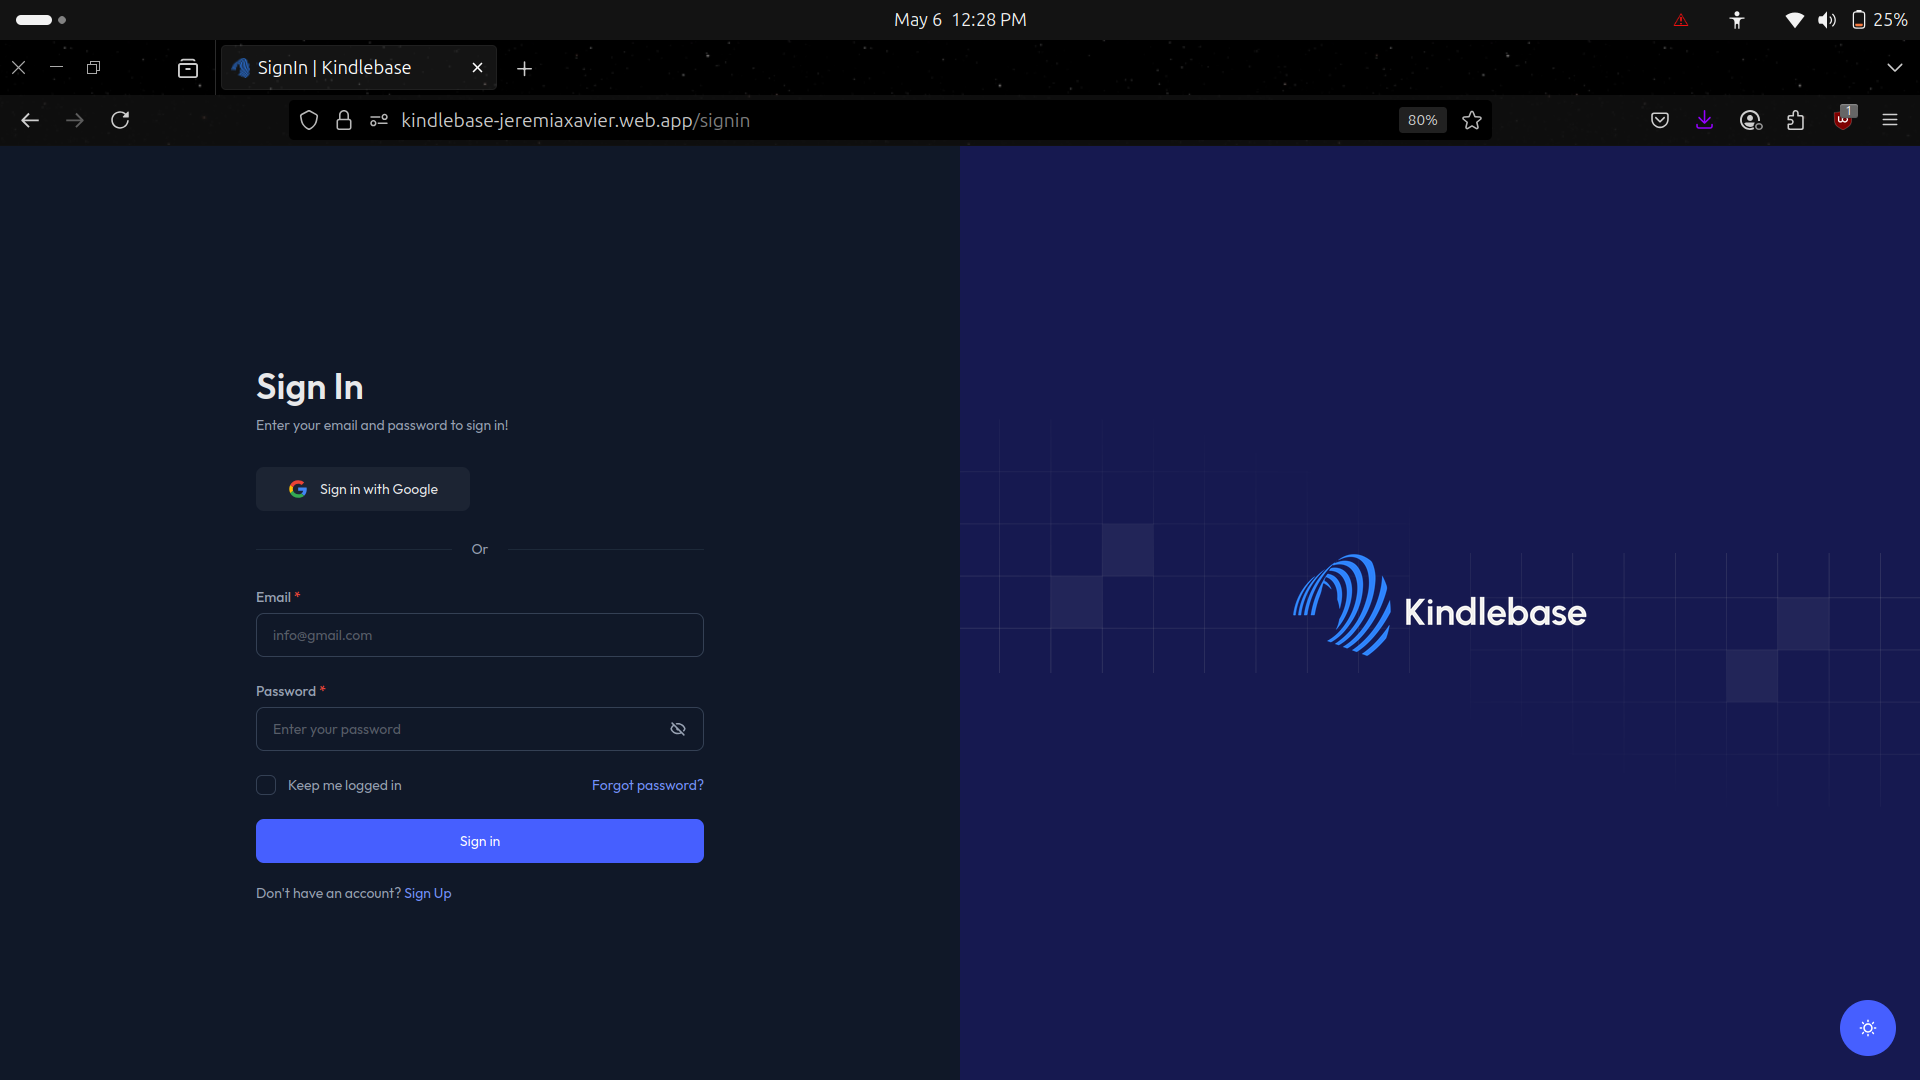 May 6 12:28 PM
25%
SignIn | Kindlebase
kindlebase-jeremiaxavier.web.app/signin
80%
1
Sign In
Enter your email and password to sign in!
Sign in with Google
Or
Email *
info@gmail.com
Password *
Enter your password
Keep me logged in
Forgot password?
Sign in
Don't have an account? Sign Up
Kindlebase